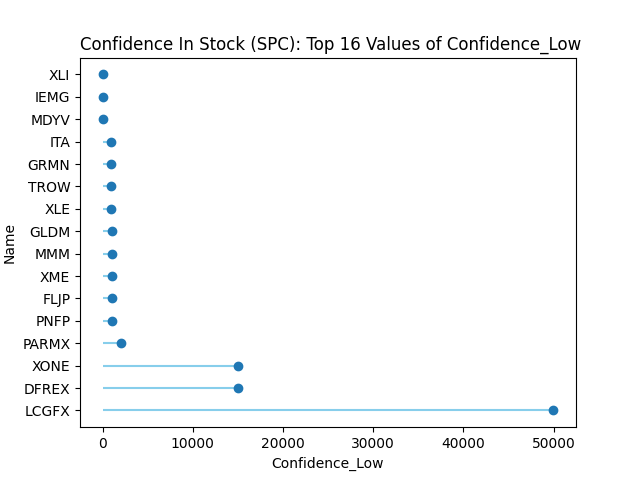 Confidence In Stock (SPC): Top 16 Values of Confidence_Low
XLI
IEMG
MDYV
ITA
GRMN
TROW
XLE
GLDM
MMM
XME
FLJP
PNFP
PARMX
XONE
DFREX
LCGFX
Name
0 10000 20000 30000 40000 50000
Confidence_Low